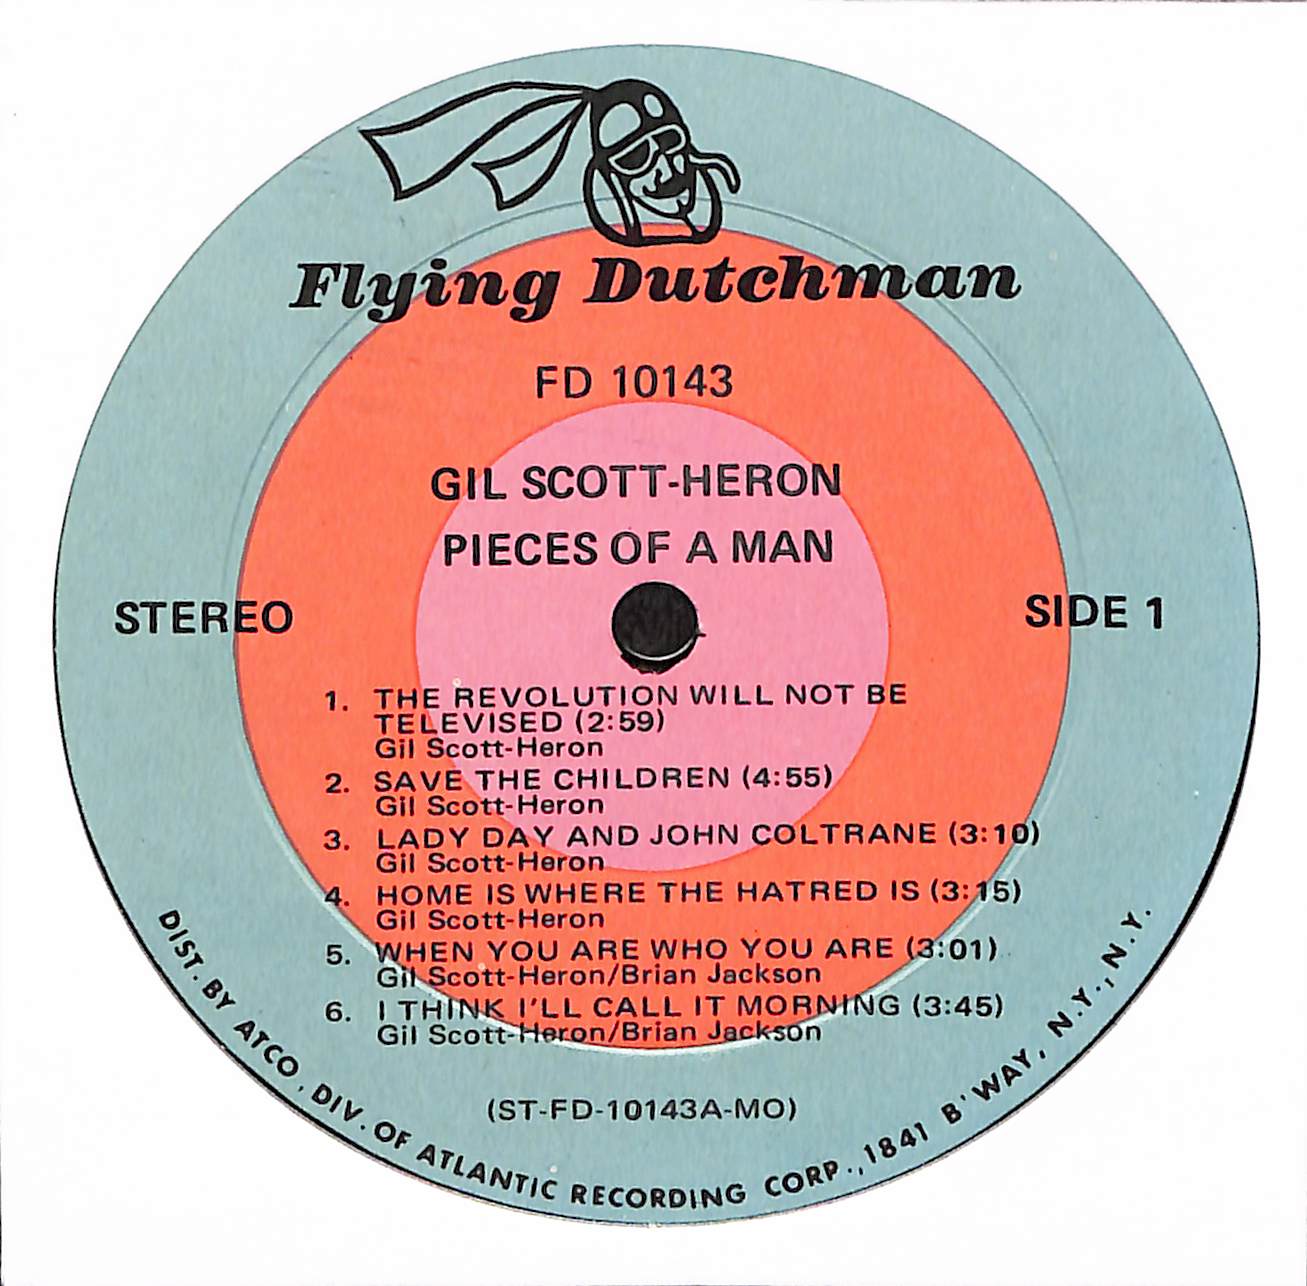 Flying Dutchman
FD 10143
GIL SCOTT-HERON
PIECES OF A MAN
STEREO
SIDE 1
1. THE REVOLUTION WILL NOT BE
TELEVISED (2:59)
Gil Scott-Heron
2. SAVE THE CHILDREN (4:55)
Gil Scott-Heron
3. LADY DAY AND JOHN COLTRANE (3:10)
Gil Scott-Heron
4. HOME IS WHERE THE HATRED IS (3:15)
Gil Scott-Heron
5. WHEN YOU ARE WHO YOU ARE (3:01)
Gil Scott-Heron/Brian Jackson
6. I THINK I'LL CALL IT MORNING (3:45)
Gil Scott-Heron/Brian Jackson
(ST-FD-10143A-MO)
DIST. BY ATCO, DIV. OF ATLANTIC RECORDING CORP., 1841 B'WAY, N.Y., N.Y.